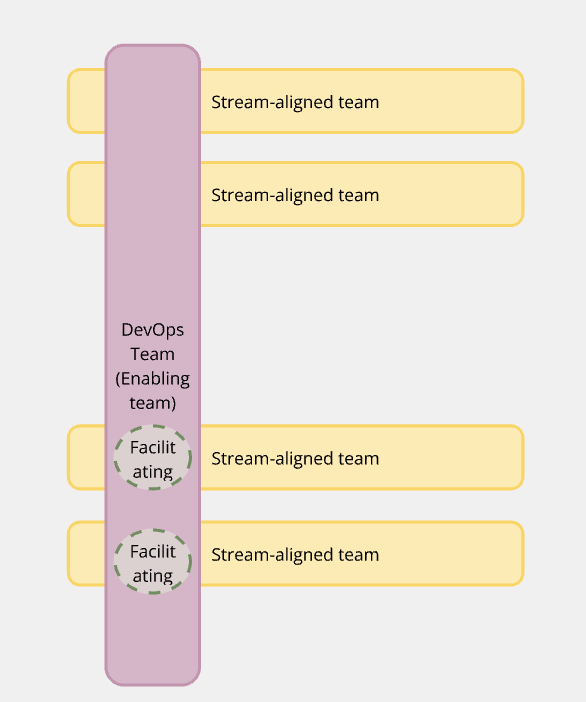 Stream-aligned team
Stream-aligned team
DevOps
Team
(Enabling
team)
Facilit
ating
Stream-aligned team
Facilit
ating
Stream-aligned team